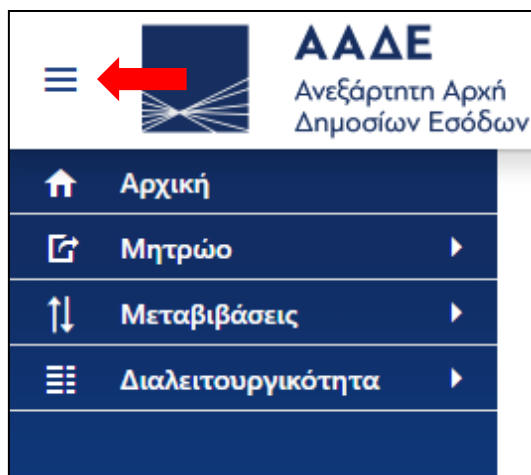 ΑΑΔΕ
Ανεξάρτητη Αρχή
Δημοσίων Εσόδων
Αρχική
Μητρώο
Μεταβιβάσεις
Διαλειτουργικότητα